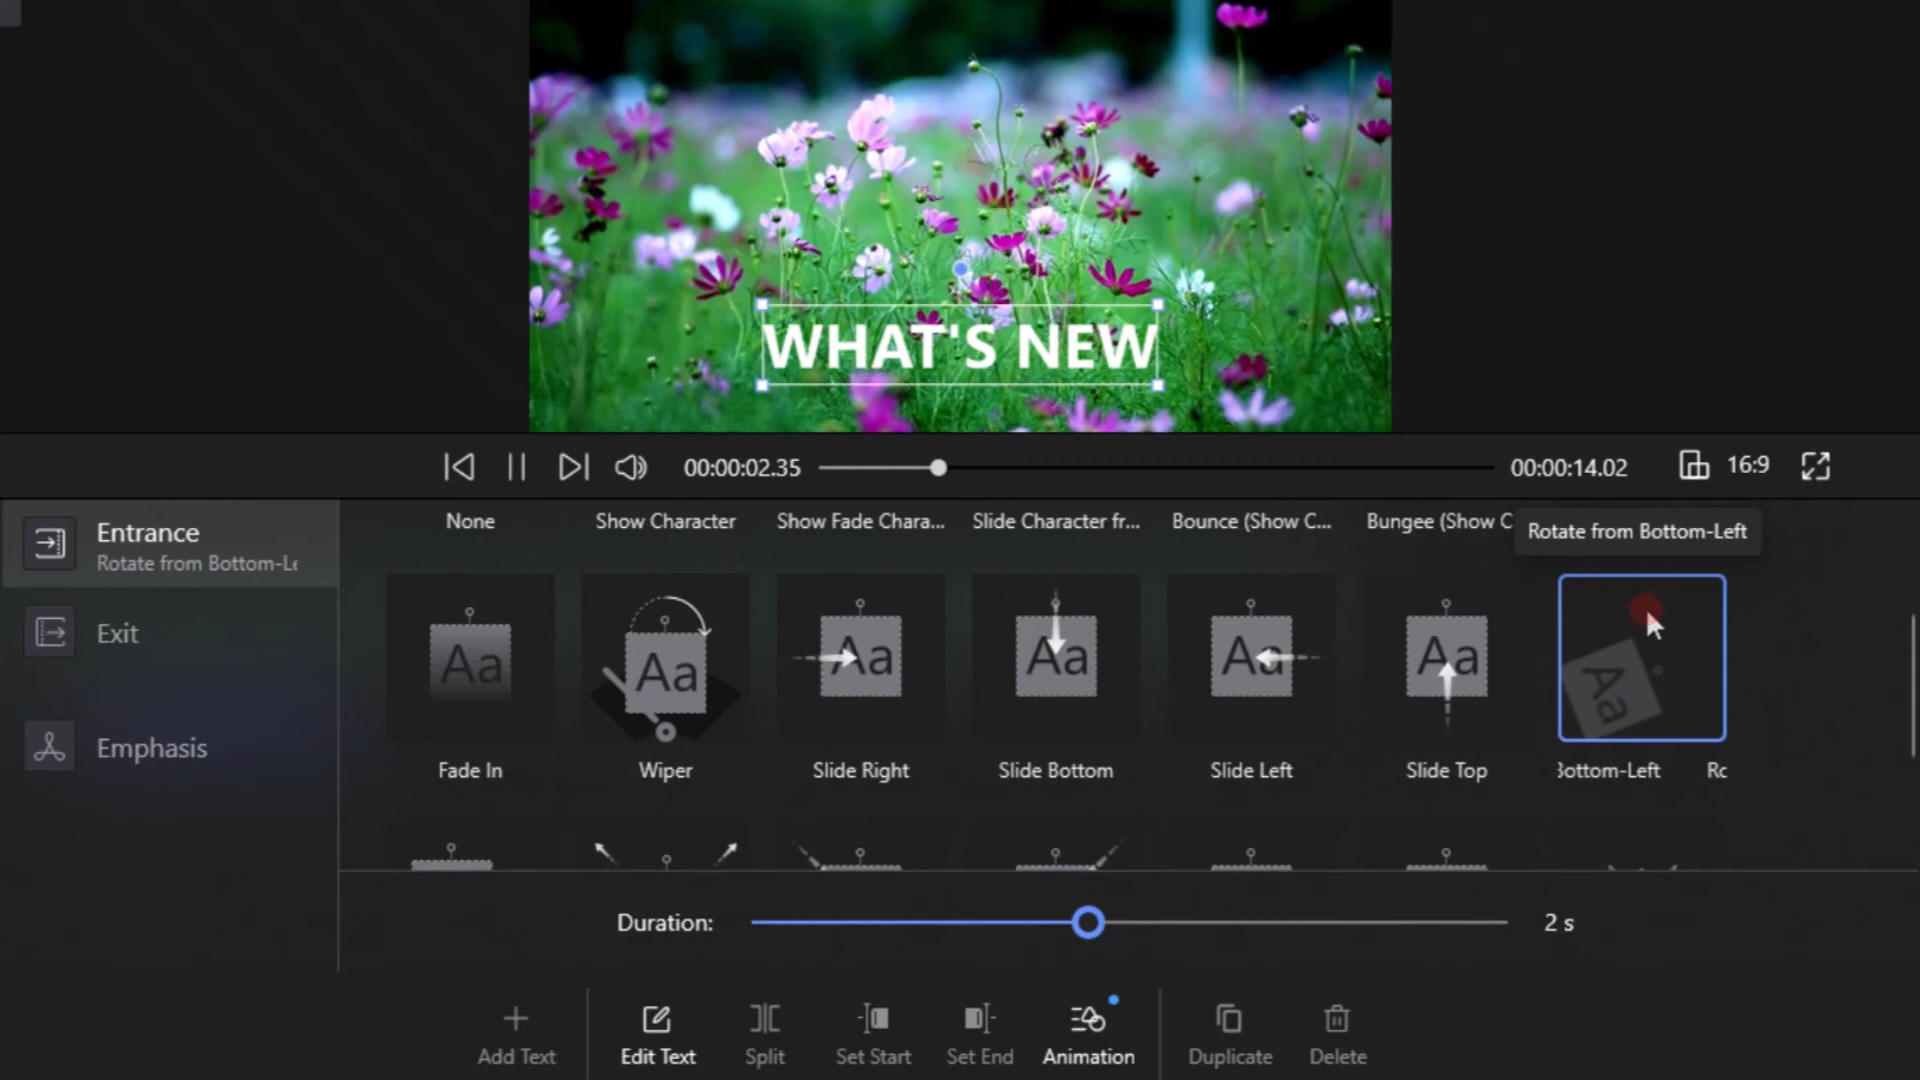 WHAT'S NEW
00:00:02.35
00:00:14.02
16:9
Entrance
Rotate from Bottom-Le
Exit
Emphasis
None
Show Character
Show Fade Chara...
Slide Character fr...
Bounce (Show C...
Bungee (Show C
Rotate from Bottom-Left
Aa
Aa
Aa
Aa
Aa
Aa
Aa
Fade In
Wiper
Slide Right
Slide Bottom
Slide Left
Slide Top
Bottom-Left
Rc
Duration:
2 s
Add Text
Edit Text
Split
Set Start
Set End
Animation
Duplicate
Delete